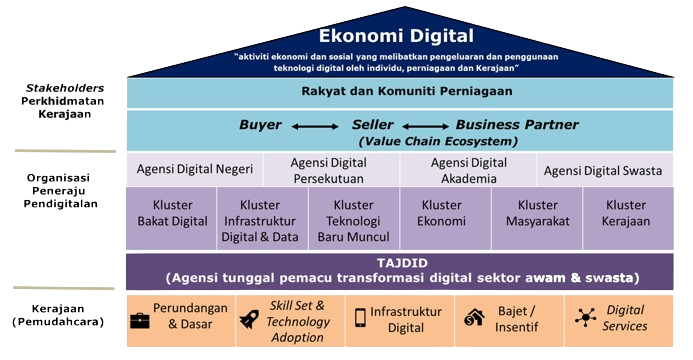 Ekonomi Digital
"aktiviti ekonomi dan sosial yang melibatkan pengeluaran dan penggunaan
teknologi digital oleh individu, perniagaan dan Kerajaan"
Stakeholders
Perkhidmatan
Kerajaan
Rakyat dan Komuniti Perniagaan
Buyer Seller Business Partner
(Value Chain Ecosystem)
Organisasi
Peneraju
Pendigitalan
Agensi Digital Negeri
Agensi Digital
Persekutuan
Agensi Digital
Akademia
Agensi Digital Swasta
Kluster
Bakat Digital
Kluster
Infrastruktur
Digital & Data
Kluster
Teknologi
Baru Muncul
Kluster
Ekonomi
Kluster
Masyarakat
Kluster
Kerajaan
TAJDID
(Agensi tunggal pemacu transformasi digital sektor awam & swasta)
Kerajaan
(Pemudahcara)
Perundangan
& Dasar
Skill Set &
Technology
Adoption
Infrastruktur
Digital
Bajet /
Insentif
Digital
Services